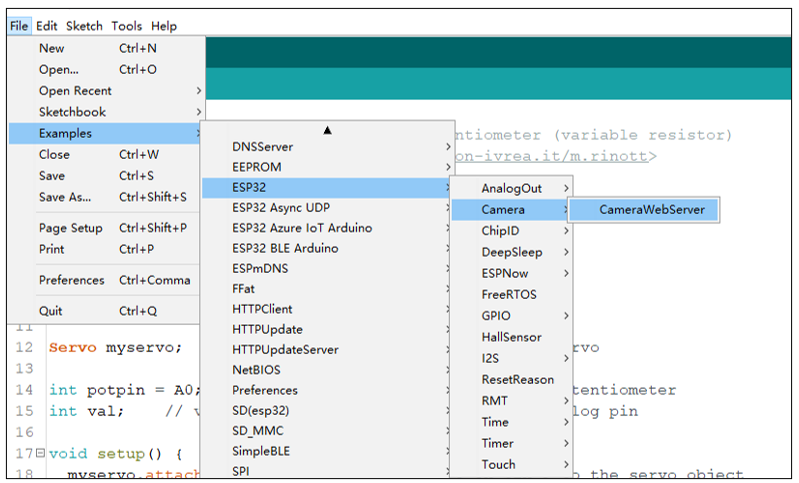 File Edit Sketch Tools Help
New Ctrl+N
Open... Ctrl+O
Open Recent
Sketchbook
Examples
Close Ctrl+W
Save Ctrl+S
Save As... Ctrl+Shift+S
Page Setup Ctrl+Shift+P
Print Ctrl+P
Preferences Ctrl+Comma
Quit Ctrl+Q
DNSServer
EEPROM
ESP32
ESP32 Async UDP
ESP32 Azure IoT Arduino
ESP32 BLE Arduino
ESPmDNS
FFat
HTTPClient
HTTPUpdate
HTTPUpdateServer
NetBIOS
Preferences
SD(esp32)
SD_MMC
SimpleBLE
SPI
AnalogOut
Camera
ChipID
DeepSleep
ESPNow
FreeRTOS
GPIO
HallSensor
I2S
ResetReason
RMT
Time
Timer
Touch
CameraWebServer
(variable resistor)
on-ivrea.it/m.rinott>
11
12 Servo myservo;
13
14 int potpin = A0;
15 int val; // log pin
16
17 void setup() {
18 myservo.attach the servo object